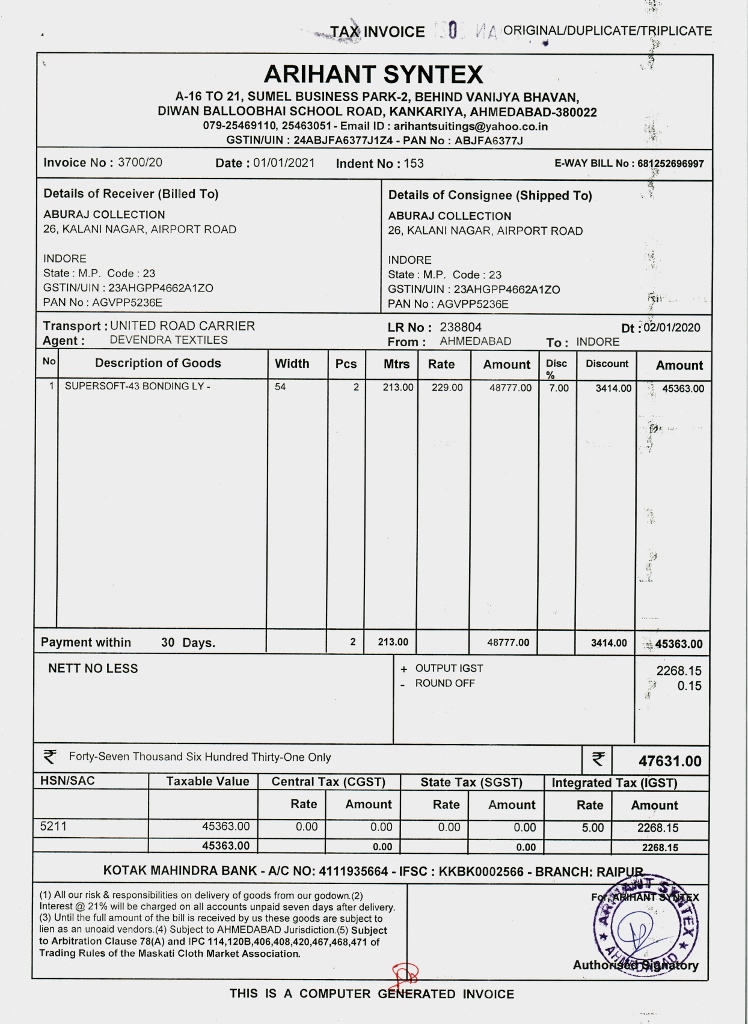 TAX INVOICE ORIGINAL/DUPLICATE/TRIPLICATE
ARIHANT SYNTEX
A-16 TO 21, SUMEL BUSINESS PARK-2, BEHIND VANIJYA BHAVAN,
DIWAN BALLOOBHAI SCHOOL ROAD, KANKARIYA, AHMEDABAD-380022
079-25469110, 25463051 - Email ID : arihantsuitings@yahoo.co.in
GSTIN/UIN : 24ABJFA6377J1Z4 - PAN No : ABJFA6377J
Invoice No : 3700/20 Date : 01/01/2021 Indent No : 153 E-WAY BILL No : 681252696997
Details of Receiver (Billed To) Details of Consignee (Shipped To)
ABURAJ COLLECTION ABURAJ COLLECTION
26, KALANI NAGAR, AIRPORT ROAD 26, KALANI NAGAR, AIRPORT ROAD
INDORE INDORE
State : M.P. Code : 23 State : M.P. Code : 23
GSTIN/UIN : 23AHGPP4662A1ZO GSTIN/UIN : 23AHGPP4662A1ZO
PAN No : AGVPP5236E PAN No : AGVPP5236E
Transport : UNITED ROAD CARRIER LR No : 238804 Dt : 02/01/2020
Agent : DEVENDRA TEXTILES From : AHMEDABAD To : INDORE
No Description of Goods Width Pcs Mtrs Rate Amount Disc % Discount Amount
1 SUPERSOFT-43 BONDING LY - 54 2 213.00 229.00 48777.00 7.00 3414.00 45363.00
Payment within 30 Days. 2 213.00 48777.00 3414.00 45363.00
NETT NO LESS + OUTPUT IGST 2268.15
- ROUND OFF 0.15
₹ Forty-Seven Thousand Six Hundred Thirty-One Only ₹ 47631.00
HSN/SAC Taxable Value Central Tax (CGST) State Tax (SGST) Integrated Tax (IGST)
Rate Amount Rate Amount Rate Amount
5211 45363.00 0.00 0.00 0.00 0.00 5.00 2268.15
45363.00 0.00 0.00 2268.15
KOTAK MAHINDRA BANK - A/C NO: 4111935664 - IFSC : KKBK0002566 - BRANCH: RAIPUR
(1) All our risk & responsibilities on delivery of goods from our godown.(2)
Interest @ 21% will be charged on all accounts unpaid seven days after delivery.
(3) Until the full amount of the bill is received by us these goods are subject to
lien as an unoaid vendors.(4) Subject to AHMEDABAD Jurisdiction.(5) Subject
to Arbitration Clause 78(A) and IPC 114,120B,406,408,420,467,468,471 of
Trading Rules of the Maskati Cloth Market Association.
For, ARIHANT SYNTEX
ARIHANT SYNTEX
AHMEDABAD
Authorised Signatory
THIS IS A COMPUTER GENERATED INVOICE